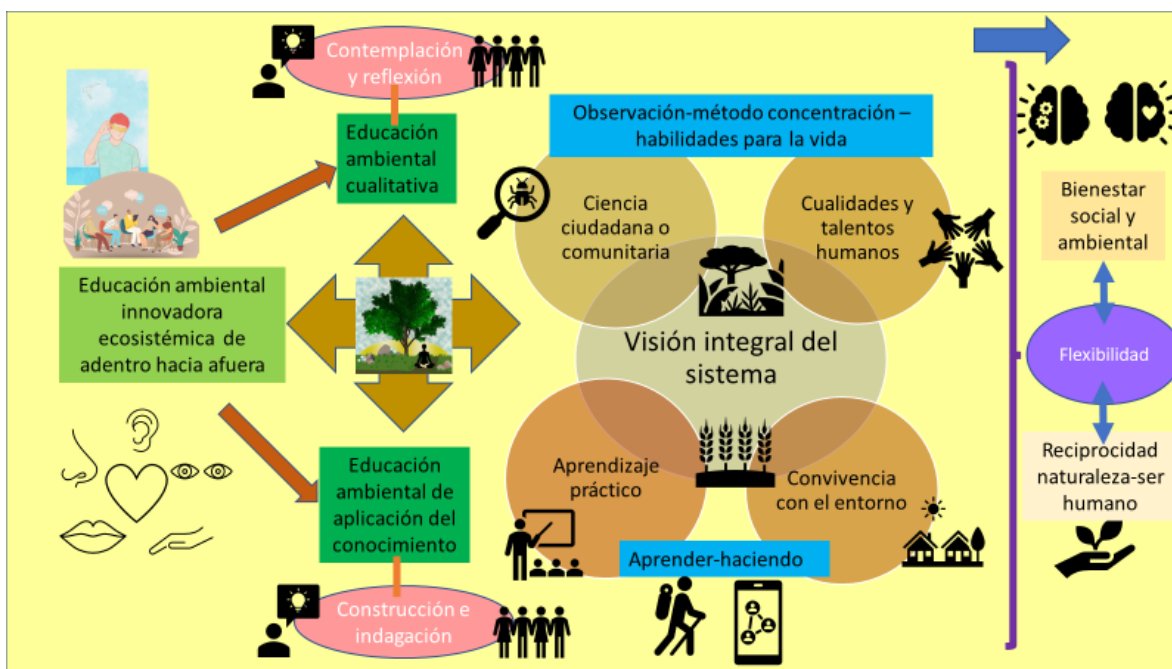 Contemplación
y reflexión
Educación
ambiental
cualitativa
Educación ambiental
innovadora
ecosistémica de
adentro hacia afuera
Educación
ambiental de
aplicación del
conocimiento
Construcción e
indagación
Observación-método concentración –
habilidades para la vida
Ciencia
ciudadana o
comunitaria
Cualidades y
talentos
humanos
Visión integral del
sistema
Aprendizaje
práctico
Convivencia
con el entorno
Aprender-haciendo
Bienestar
social y
ambiental
Flexibilidad
Reciprocidad
naturaleza-ser
humano